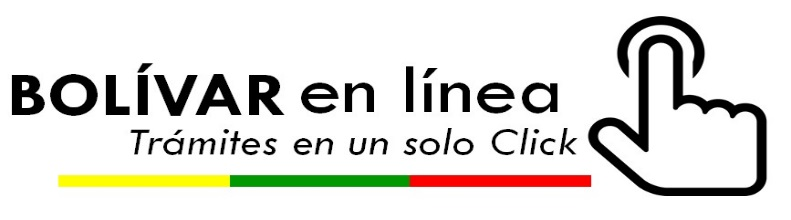 BOLÍVAR en línea
Trámites en un solo Click